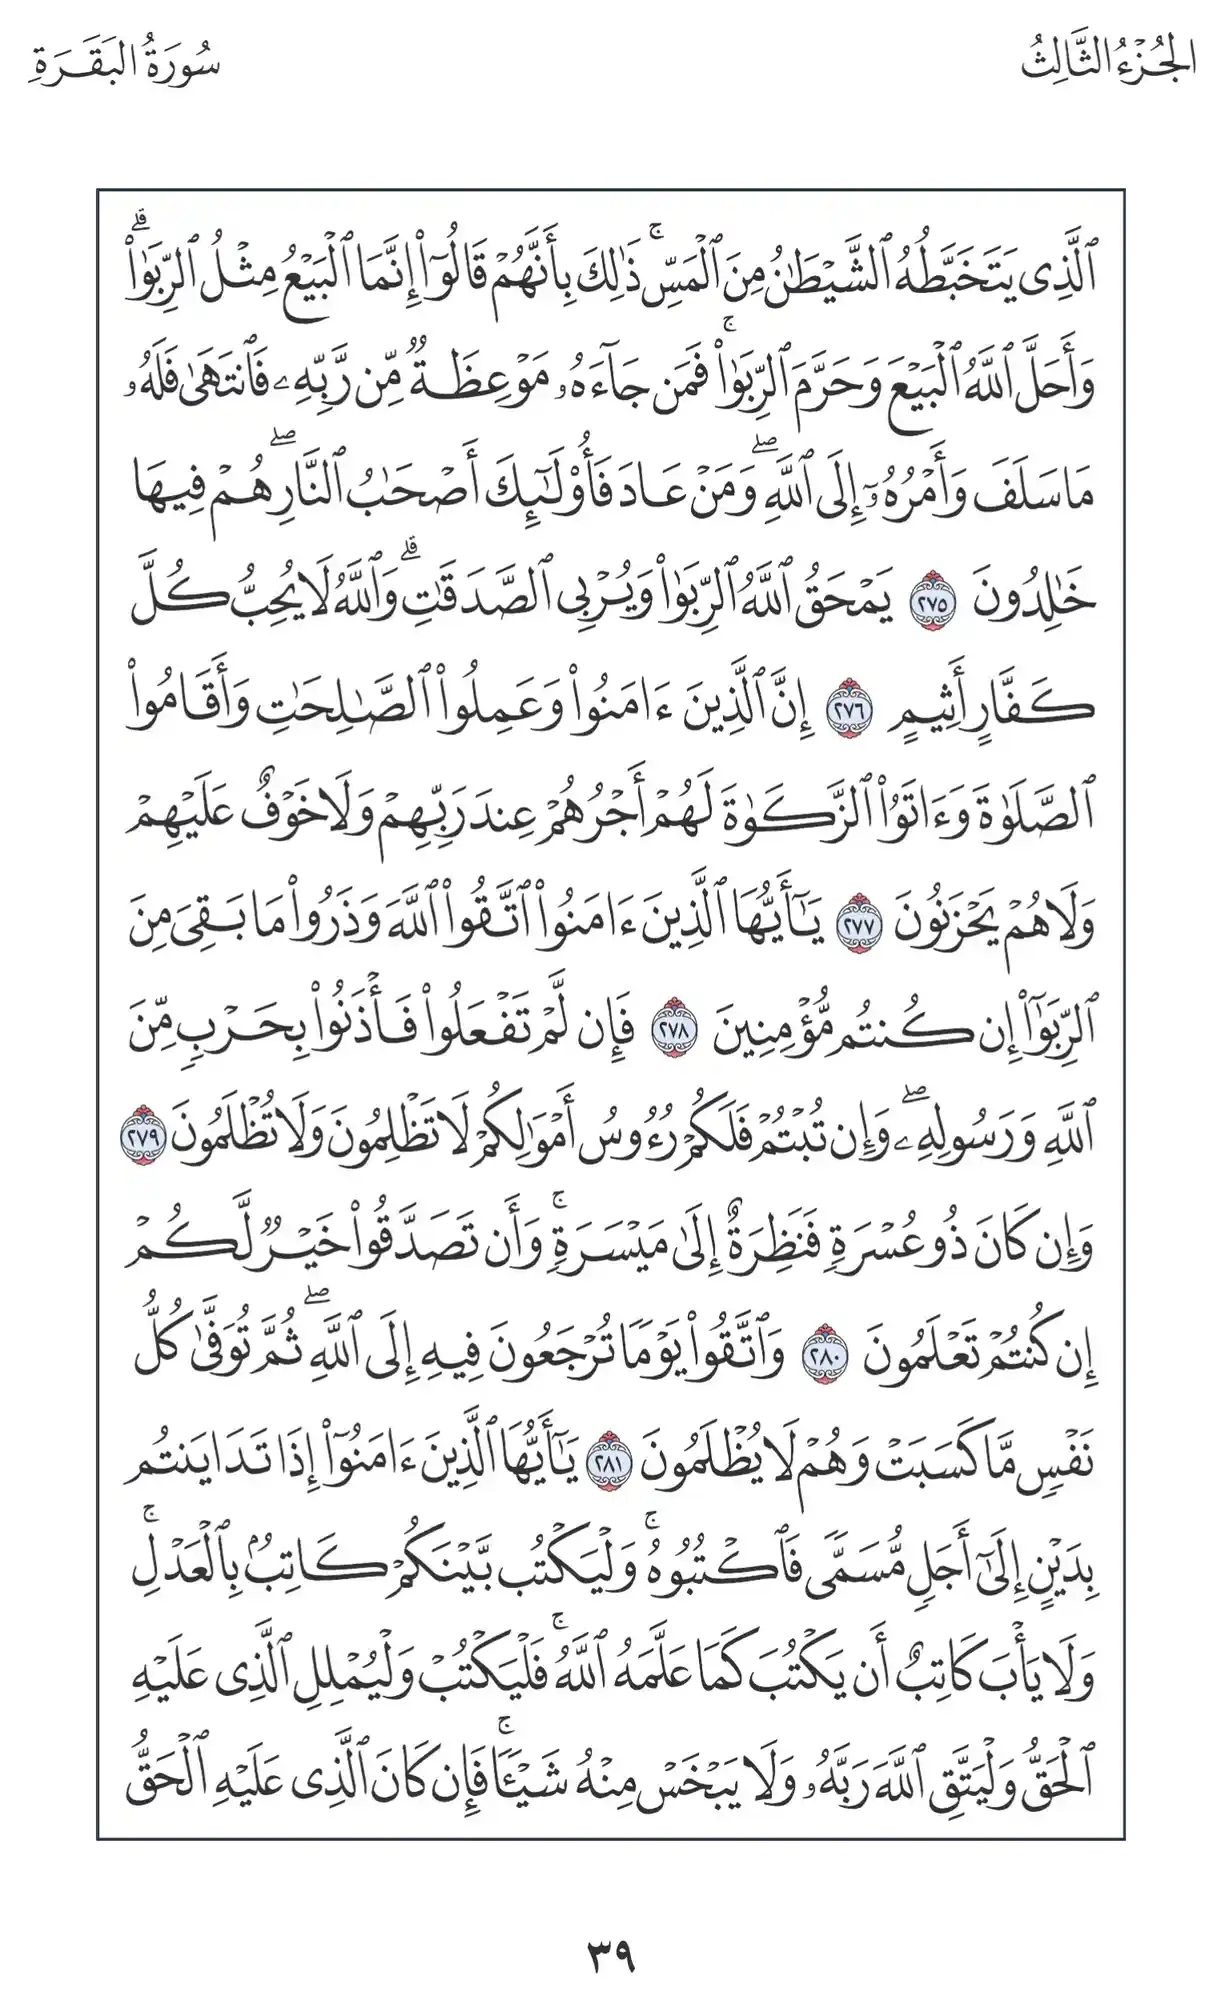 الجُزْءُ الثَّالِثُ
سُورَةُ البَقَرَةِ
ٱلَّذِى يَتَخَبَّطُهُ ٱلشَّيْطَـٰنُ مِنَ ٱلْمَسِّ ۚ ذَٰلِكَ بِأَنَّهُمْ قَالُوٓا۟ إِنَّمَا ٱلْبَيْعُ مِثْلُ ٱلرِّبَوٰا۟ ۗ
وَأَحَلَّ ٱللَّهُ ٱلْبَيْعَ وَحَرَّمَ ٱلرِّبَوٰا۟ ۚ فَمَن جَآءَهُۥ مَوْعِظَةٌ مِّن رَّبِّهِۦ فَٱنتَهَىٰ فَلَهُۥ
مَا سَلَفَ وَأَمْرُهُۥٓ إِلَى ٱللَّهِ ۖ وَمَنْ عَادَ فَأُو۟لَـٰٓئِكَ أَصْحَـٰبُ ٱلنَّارِ ۖ هُمْ فِيهَا
خَـٰلِدُونَ ٢٧٥ يَمْحَقُ ٱللَّهُ ٱلرِّبَوٰا۟ وَيُرْبِى ٱلصَّدَقَـٰتِ ۗ وَٱللَّهُ لَا يُحِبُّ كُلَّ
كَفَّارٍ أَثِيمٍ ٢٧٦ إِنَّ ٱلَّذِينَ ءَامَنُوا۟ وَعَمِلُوا۟ ٱلصَّـٰلِحَـٰتِ وَأَقَامُوا۟
ٱلصَّلَوٰةَ وَءَاتَوُا۟ ٱلزَّكَوٰةَ لَهُمْ أَجْرُهُمْ عِندَ رَبِّهِمْ وَلَا خَوْفٌ عَلَيْهِمْ
وَلَا هُمْ يَحْزَنُونَ ٢٧٧ يَـٰٓأَيُّهَا ٱلَّذِينَ ءَامَنُوا۟ ٱتَّقُوا۟ ٱللَّهَ وَذَرُوا۟ مَا بَقِىَ مِنَ
ٱلرِّبَوٰٓا۟ إِن كُنتُم مُّؤْمِنِينَ ٢٧٨ فَإِن لَّمْ تَفْعَلُوا۟ فَأْذَنُوا۟ بِحَرْبٍ مِّنَ
ٱللَّهِ وَرَسُولِهِۦ ۖ وَإِن تُبْتُمْ فَلَكُمْ رُءُوسُ أَمْوَٰلِكُمْ لَا تَظْلِمُونَ وَلَا تُظْلَمُونَ ٢٧٩
وَإِن كَانَ ذُو عُسْرَةٍ فَنَظِرَةٌ إِلَىٰ مَيْسَرَةٍ ۚ وَأَن تَصَدَّقُوا۟ خَيْرٌ لَّكُمْ
إِن كُنتُمْ تَعْلَمُونَ ٢٨٠ وَٱتَّقُوا۟ يَوْمًا تُرْجَعُونَ فِيهِ إِلَى ٱللَّهِ ۖ ثُمَّ تُوَفَّىٰ كُلُّ
نَفْسٍ مَّا كَسَبَتْ وَهُمْ لَا يُظْلَمُونَ ٢٨١ يَـٰٓأَيُّهَا ٱلَّذِينَ ءَامَنُوٓا۟ إِذَا تَدَايَنتُم
بِدَيْنٍ إِلَىٰٓ أَجَلٍ مُّسَمًّى فَٱكْتُبُوهُ ۚ وَلْيَكْتُب بَّيْنَكُمْ كَاتِبٌۢ بِٱلْعَدْلِ ۚ
وَلَا يَأْبَ كَاتِبٌ أَن يَكْتُبَ كَمَا عَلَّمَهُ ٱللَّهُ ۚ فَلْيَكْتُبْ وَلْيُمْلِلِ ٱلَّذِى عَلَيْهِ
ٱلْحَقُّ وَلْيَتَّقِ ٱللَّهَ رَبَّهُۥ وَلَا يَبْخَسْ مِنْهُ شَيْـًٔا ۚ فَإِن كَانَ ٱلَّذِى عَلَيْهِ ٱلْحَقُّ
٣٩